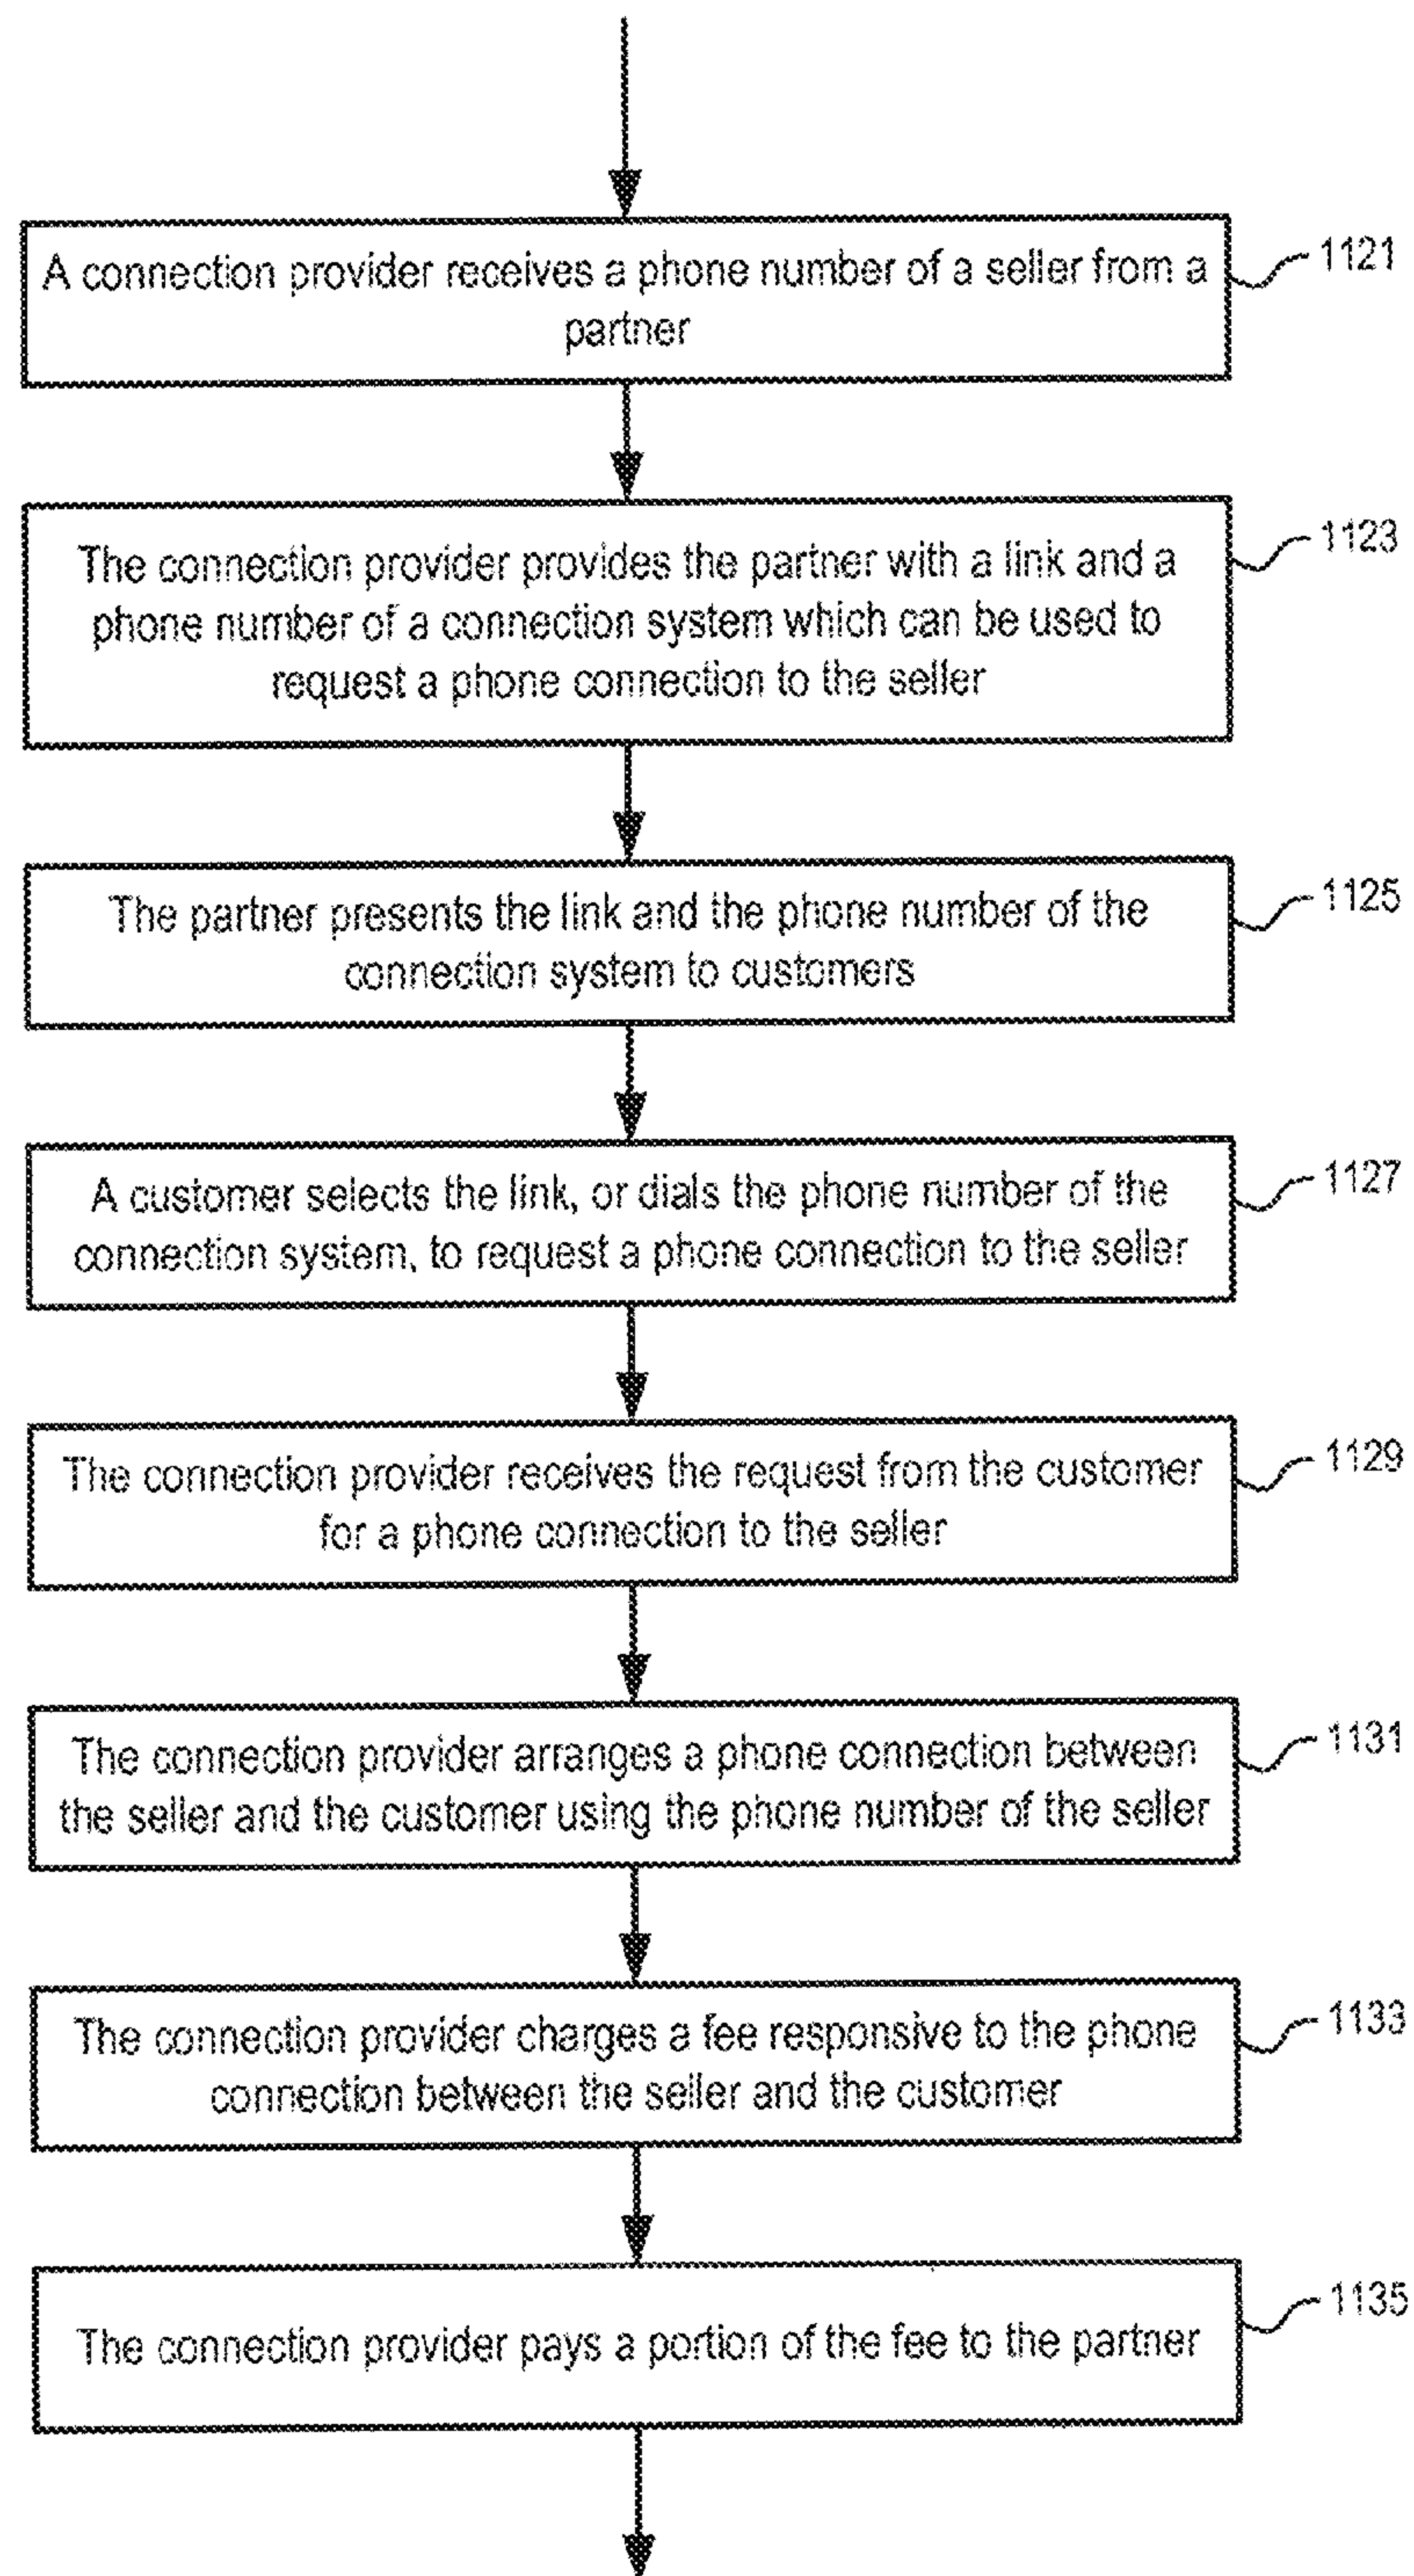 A connection provider receives a phone number of a seller from a
partner
1121
The connection provider provides the partner with a link and a
phone number of a connection system which can be used to
request a phone connection to the seller
1123
The partner presents the link and the phone number of the
connection system to customers
1125
A customer selects the link, or dials the phone number of the
connection system, to request a phone connection to the seller
1127
The connection provider receives the request from the customer
for a phone connection to the seller
1129
The connection provider arranges a phone connection between
the seller and the customer using the phone number of the seller
1131
The connection provider charges a fee responsive to the phone
connection between the seller and the customer
1133
The connection provider pays a portion of the fee to the partner
1135